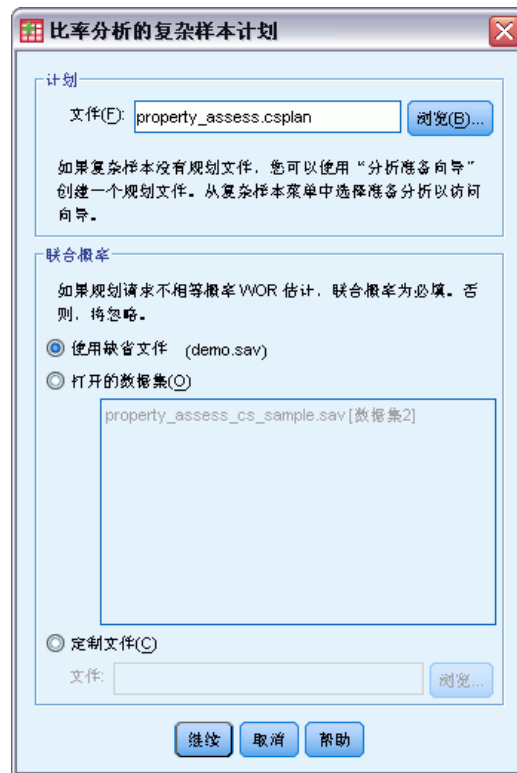 比率分析的复杂样本计划
计划
文件(F): property_assess.csplan 浏览(B)...
如果复杂样本没有规划文件，您可以使用“分析准备向导”
创建一个规划文件。从复杂样本菜单中选择准备分析以访问
向导。
联合概率
如果规划请求不相等概率 WOR 估计，联合概率为必填。否
则，将忽略。
使用缺省文件 (demo.sav)
打开的数据集(O)
property_assess_cs_sample.sav [数据集2]
定制文件(C)
文件: 浏览...
继续 取消 帮助